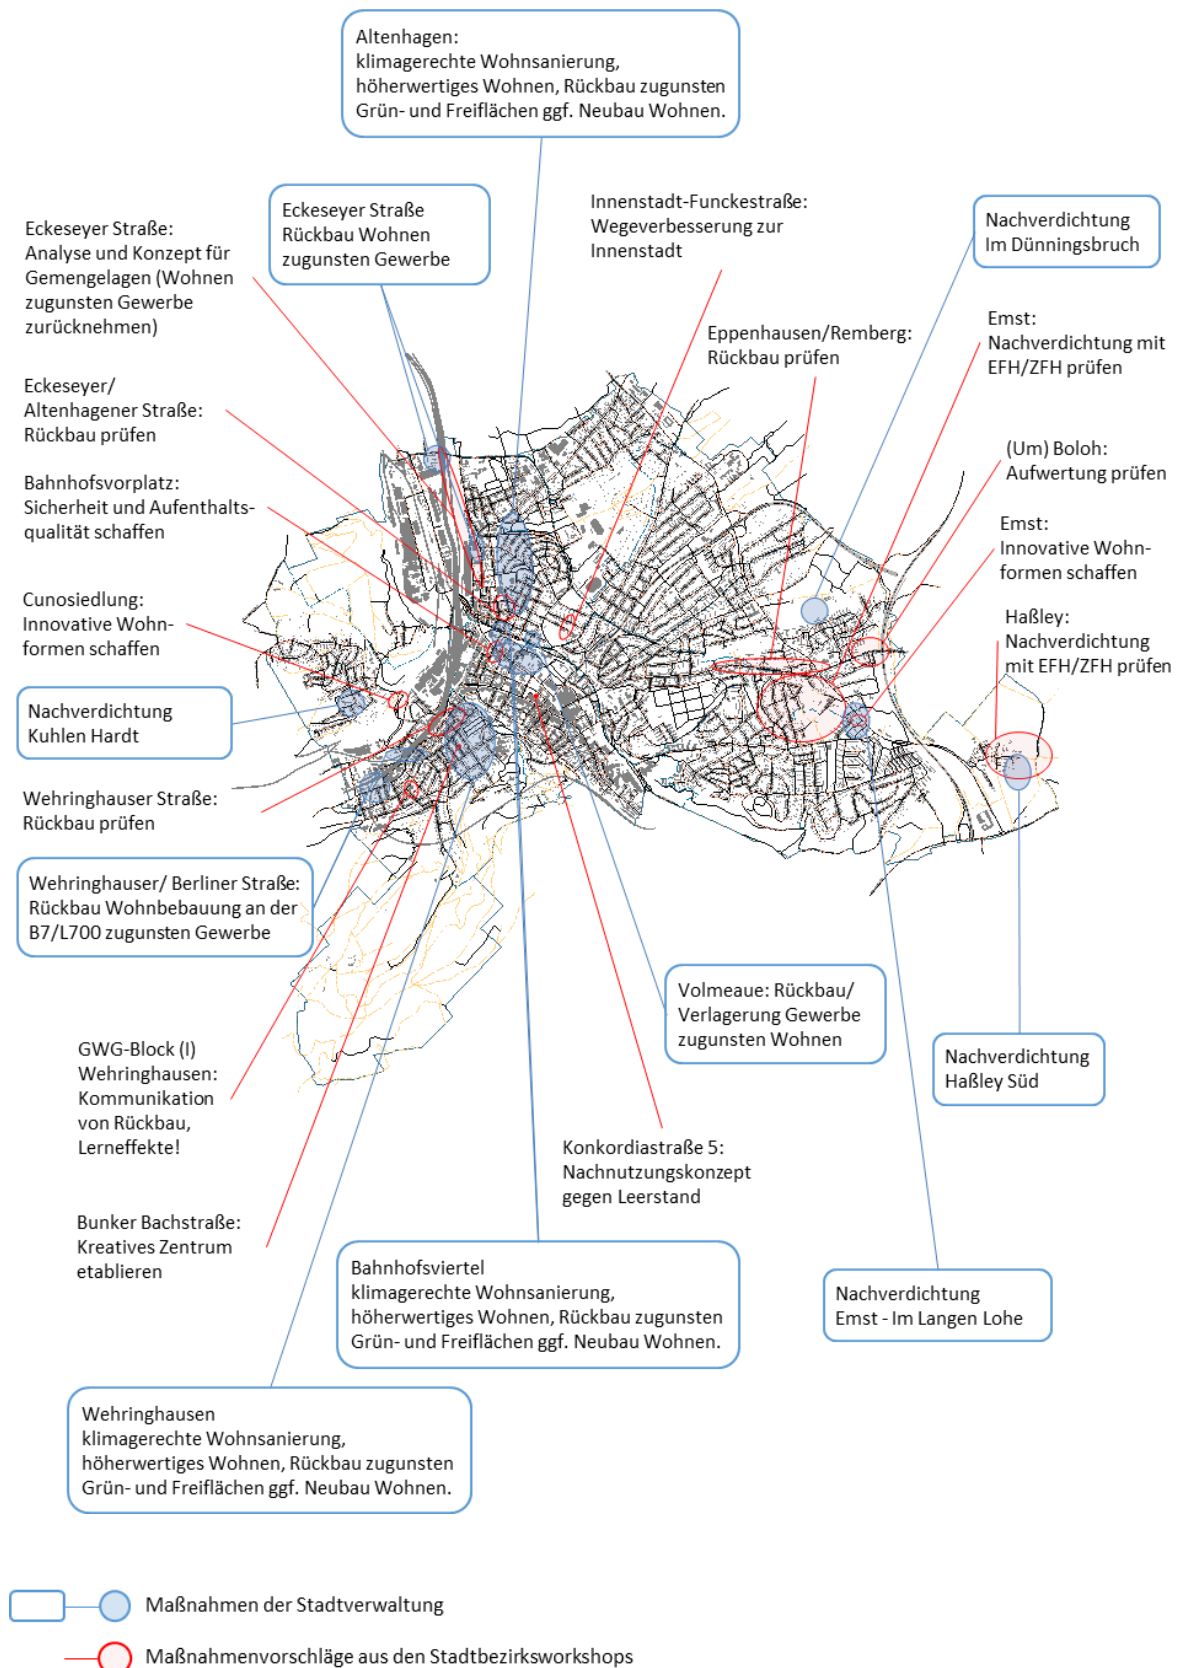 Altenhagen:
klimagerechte Wohnsanierung,
höherwertiges Wohnen, Rückbau zugunsten
Grün- und Freiflächen ggf. Neubau Wohnen.
Eckeseyer Straße
Rückbau Wohnen
zugunsten Gewerbe
Innenstadt-Funckestraße:
Wegeverbesserung zur
Innenstadt
Nachverdichtung
Im Dünningsbruch
Eckeseyer Straße:
Analyse und Konzept für
Gemengelagen (Wohnen
zugunsten Gewerbe
zurücknehmen)
Eppenhausen/Remberg:
Rückbau prüfen
Emst:
Nachverdichtung mit
EFH/ZFH prüfen
Eckeseyer/
Altenhagener Straße:
Rückbau prüfen
(Um) Boloh:
Aufwertung prüfen
Bahnhofsvorplatz:
Sicherheit und Aufenthalts-
qualität schaffen
Emst:
Innovative Wohn-
formen schaffen
Cunosiedlung:
Innovative Wohn-
formen schaffen
Haßley:
Nachverdichtung
mit EFH/ZFH prüfen
Nachverdichtung
Kuhlen Hardt
Wehringhauser Straße:
Rückbau prüfen
Wehringhauser/ Berliner Straße:
Rückbau Wohnbebauung an der
B7/L700 zugunsten Gewerbe
Volmeaue: Rückbau/
Verlagerung Gewerbe
zugunsten Wohnen
Nachverdichtung
Haßley Süd
GWG-Block (I)
Wehringhausen:
Kommunikation
von Rückbau,
Lerneffekte!
Konkordiastraße 5:
Nachnutzungskonzept
gegen Leerstand
Bunker Bachstraße:
Kreatives Zentrum
etablieren
Bahnhofsviertel
klimagerechte Wohnsanierung,
höherwertiges Wohnen, Rückbau zugunsten
Grün- und Freiflächen ggf. Neubau Wohnen.
Nachverdichtung
Emst - Im Langen Lohe
Wehringhausen
klimagerechte Wohnsanierung,
höherwertiges Wohnen, Rückbau zugunsten
Grün- und Freiflächen ggf. Neubau Wohnen.
Maßnahmen der Stadtverwaltung
Maßnahmenvorschläge aus den Stadtbezirksworkshops